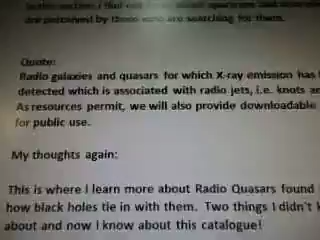 are perceived by those who are searching for them.
Quote:
Radio galaxies and quasars for which X-ray emission has
detected which is associated with radio jets, i.e. knots
As resources permit, we will also provide downloadable
for public use.
My thoughts again:
This is where I learn more about Radio Quasars found
how black holes tie in with them. Two things I didn't
about and now I know about this catalogue!